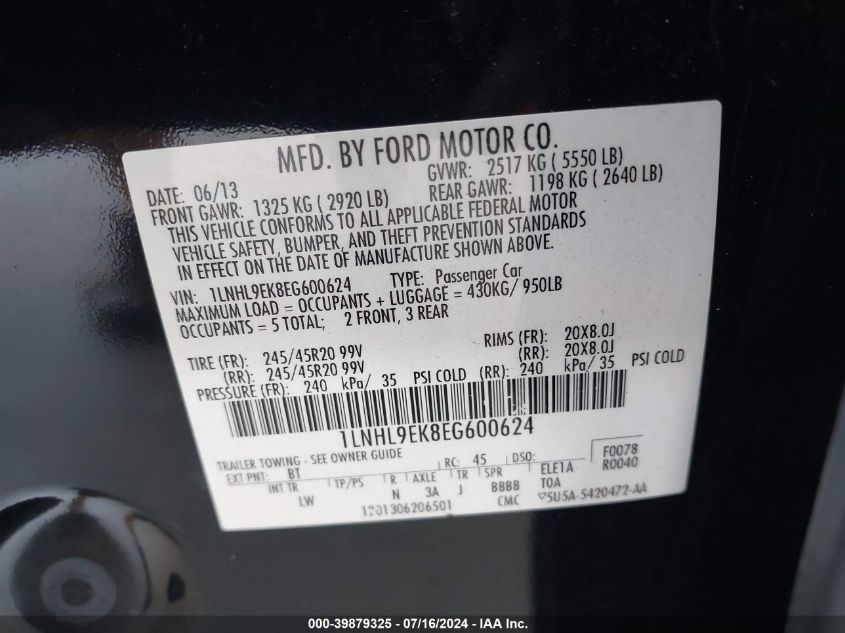 MFD. BY FORD MOTOR CO.
DATE: 06/13 GVWR: 2517 KG ( 5550 LB)
FRONT GAWR: 1325 KG ( 2920 LB) REAR GAWR: 1198 KG ( 2640 LB)
THIS VEHICLE CONFORMS TO ALL APPLICABLE FEDERAL MOTOR
VEHICLE SAFETY, BUMPER, AND THEFT PREVENTION STANDARDS
IN EFFECT ON THE DATE OF MANUFACTURE SHOWN ABOVE.
VIN: 1LNHL9EK8EG600624 TYPE: Passenger Car
MAXIMUM LOAD = OCCUPANTS + LUGGAGE = 430KG/ 950LB
OCCUPANTS = 5 TOTAL; 2 FRONT, 3 REAR
TIRE (FR): 245/45R20 99V RIMS (FR): 20X8.0J
(RR): 245/45R20 99V (RR): 20X8.0J
PRESSURE (FR): 240 kPa/ 35 PSI COLD (RR): 240 kPa/ 35 PSI COLD
1LNHL9EK8EG600624
TRAILER TOWING - SEE OWNER GUIDE
EXT PNT: BT RC: 45 DSO: F0078
INT TR TP/PS R AXLE TR SPR ELE1A R0040
LW N 3A J BBBB TOA
1201306206501 CMC 5U5A-5420472-AA
000-39879325 - 07/16/2024 - IAA Inc.